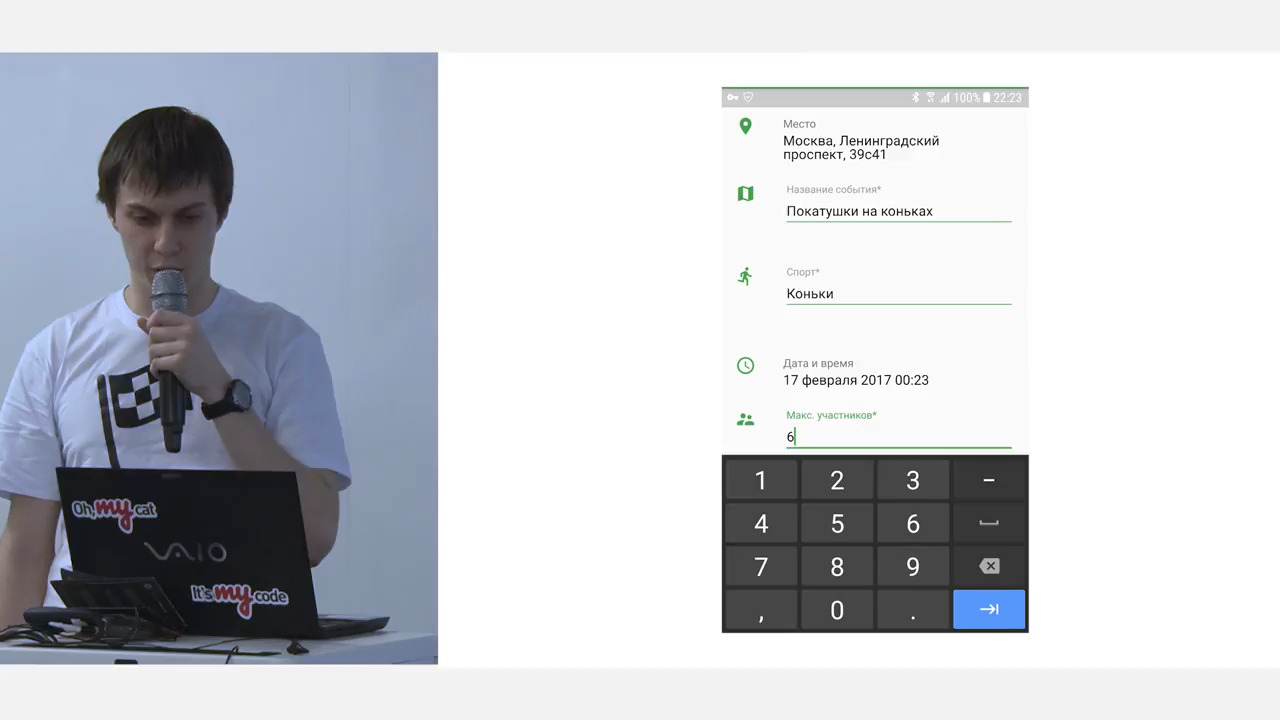 Oh, my cat
VAIO
It's my code
100% 22:23
Место
Москва, Ленинградский
проспект, 39с41
Название события*
Покатушки на коньках
Спорт*
Коньки
Дата и время
17 февраля 2017 00:23
Макс. участников*
6
1 2 3 -
4 5 6
7 8 9
, 0 .